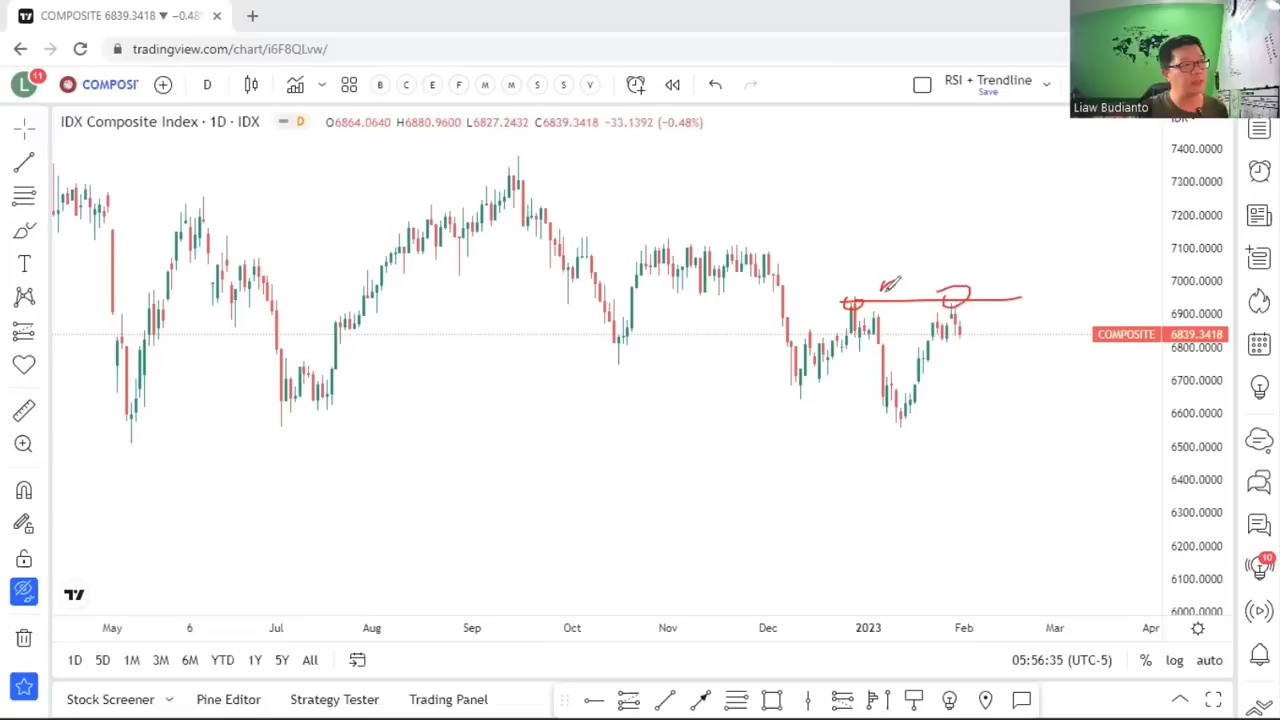 COMPOSITE 6839.3418 ▼ −0.48%
tradingview.com/chart/i6F8QLvw/
L
11
COMPOSI
D
B C E F M M S S V
RSI + Trendline
Save
Liaw Budianto
IDX Composite Index · 1D · IDX
D
H6880.9600 L6827.2432
−33.1392 (−0.48%)
7400.0000
7300.0000
7200.0000
7100.0000
7000.0000
6900.0000
COMPOSITE 6839.3418
6800.0000
6700.0000
6600.0000
6500.0000
6400.0000
6300.0000
6200.0000
6100.0000
6000.0000
10
May 6 Jul Aug Sep Oct Nov Dec 2023 Feb Mar Apr
1D 5D 1M 3M 6M YTD 1Y 5Y All
05:56:35 (UTC-5) % log auto
Stock Screener Pine Editor Strategy Tester Trading Panel